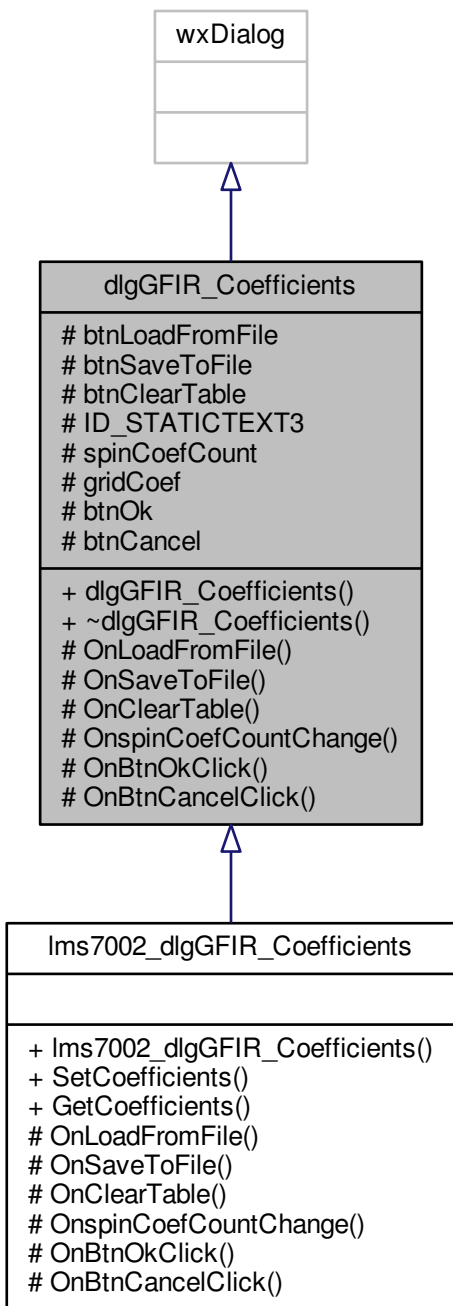 wxDialog
dlgGFIR_Coefficients
# btnLoadFromFile
# btnSaveToFile
# btnClearTable
# ID_STATICTEXT3
# spinCoefCount
# gridCoef
# btnOk
# btnCancel
+ dlgGFIR_Coefficients()
+ ~dlgGFIR_Coefficients()
# OnLoadFromFile()
# OnSaveToFile()
# OnClearTable()
# OnspinCoefCountChange()
# OnBtnOkClick()
# OnBtnCancelClick()
lms7002_dlgGFIR_Coefficients
+ lms7002_dlgGFIR_Coefficients()
+ SetCoefficients()
+ GetCoefficients()
# OnLoadFromFile()
# OnSaveToFile()
# OnClearTable()
# OnspinCoefCountChange()
# OnBtnOkClick()
# OnBtnCancelClick()